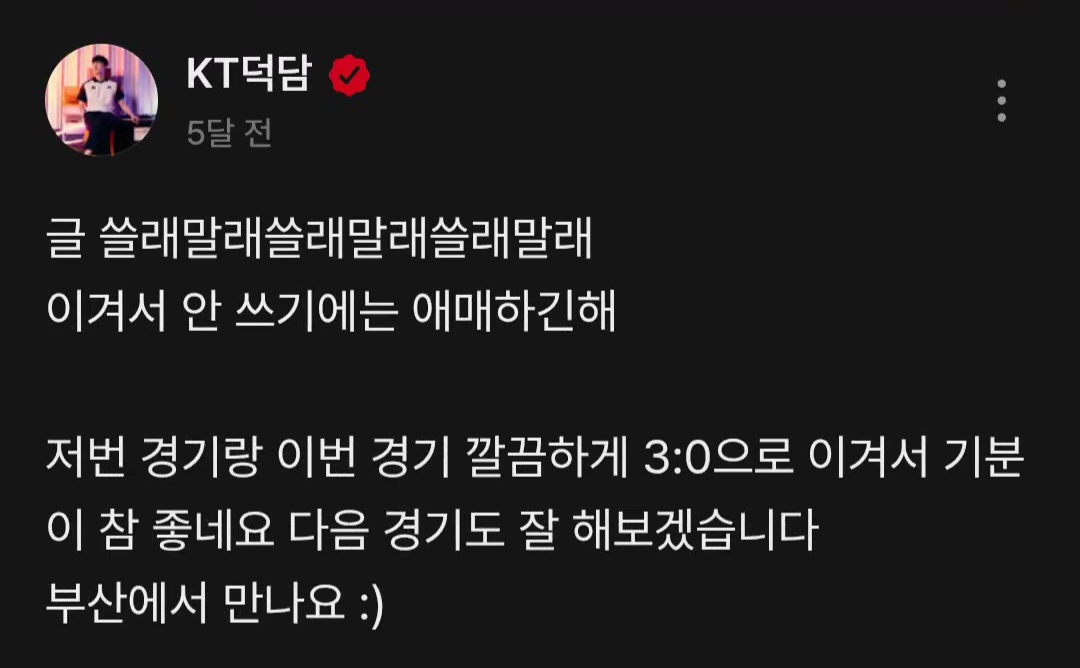 KT덕담
5달 전
글 쓸래말래쓸래말래쓸래말래
이겨서 안 쓰기에는 애매하긴해
저번 경기랑 이번 경기 깔끔하게 3:0으로 이겨서 기분
이 참 좋네요 다음 경기도 잘 해보겠습니다
부산에서 만나요 :)